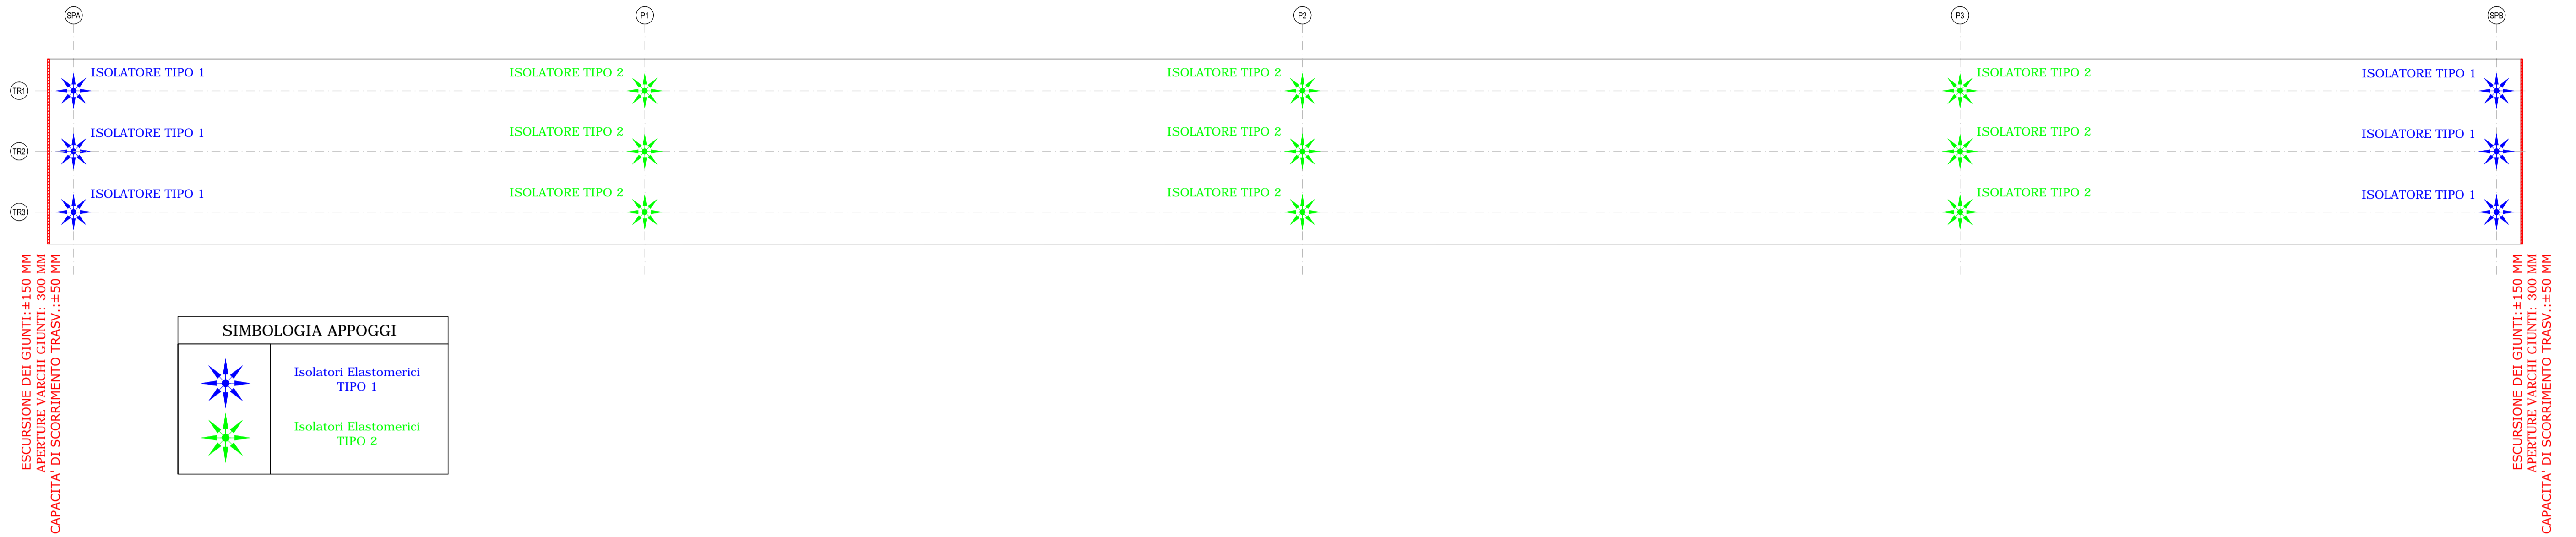 SPA P1 P2 P3 SPB
ISOLATORE TIPO 1 ISOLATORE TIPO 2 ISOLATORE TIPO 2 ISOLATORE TIPO 2 ISOLATORE TIPO 1
TR1
ISOLATORE TIPO 1 ISOLATORE TIPO 2 ISOLATORE TIPO 2 ISOLATORE TIPO 2 ISOLATORE TIPO 1
TR2
ISOLATORE TIPO 1 ISOLATORE TIPO 2 ISOLATORE TIPO 2 ISOLATORE TIPO 2 ISOLATORE TIPO 1
TR3
ESCURSIONE DEI GIUNTI:±150 MM
APERTURE VARCHI GIUNTI: 300 MM
CAPACITA' DI SCORRIMENTO TRASV.:±50 MM
SIMBOLOGIA APPOGGI
Isolatori Elastomerici
TIPO 1
Isolatori Elastomerici
TIPO 2
ESCURSIONE DEI GIUNTI:±150 MM
APERTURE VARCHI GIUNTI: 300 MM
CAPACITA' DI SCORRIMENTO TRASV.:±50 MM